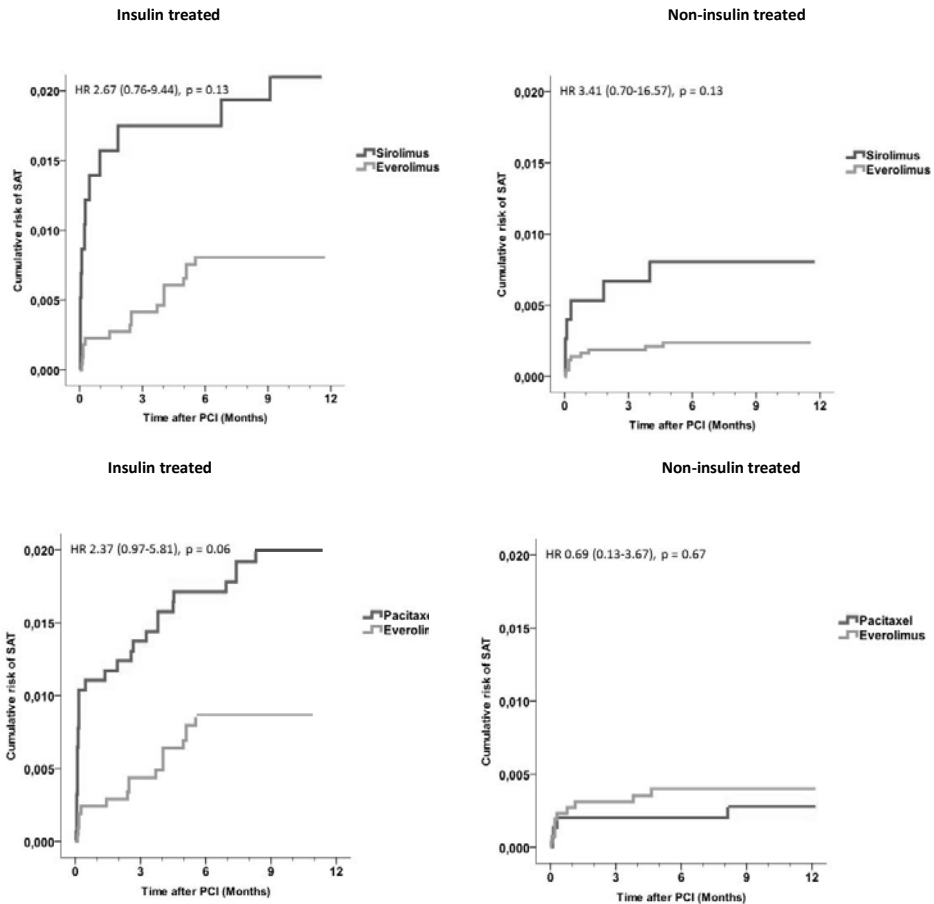 Insulin treated
HR 2.67 (0.76-9.44), p = 0.13
0,020
0,015
0,010
0,005
0,000
Cumulative risk of SAT
Sirolimus
Everolimus
0 3 6 9 12
Time after PCI (Months)
Non-insulin treated
HR 3.41 (0.70-16.57), p = 0.13
0,020
0,015
0,010
0,005
0,000
Cumulative risk of SAT
Sirolimus
Everolimus
0 3 6 9 12
Time after PCI (Months)
Insulin treated
HR 2.37 (0.97-5.81), p = 0.06
0,020
0,015
0,010
0,005
0,000
Cumulative risk of SAT
Pacitaxe
Everolin
0 3 6 9 12
Time after PCI (Months)
Non-insulin treated
HR 0.69 (0.13-3.67), p = 0.67
0,020
0,015
0,010
0,005
0,000
Cumulative risk of SAT
Pacitaxel
Everolimus
0 3 6 9 12
Time after PCI (Months)